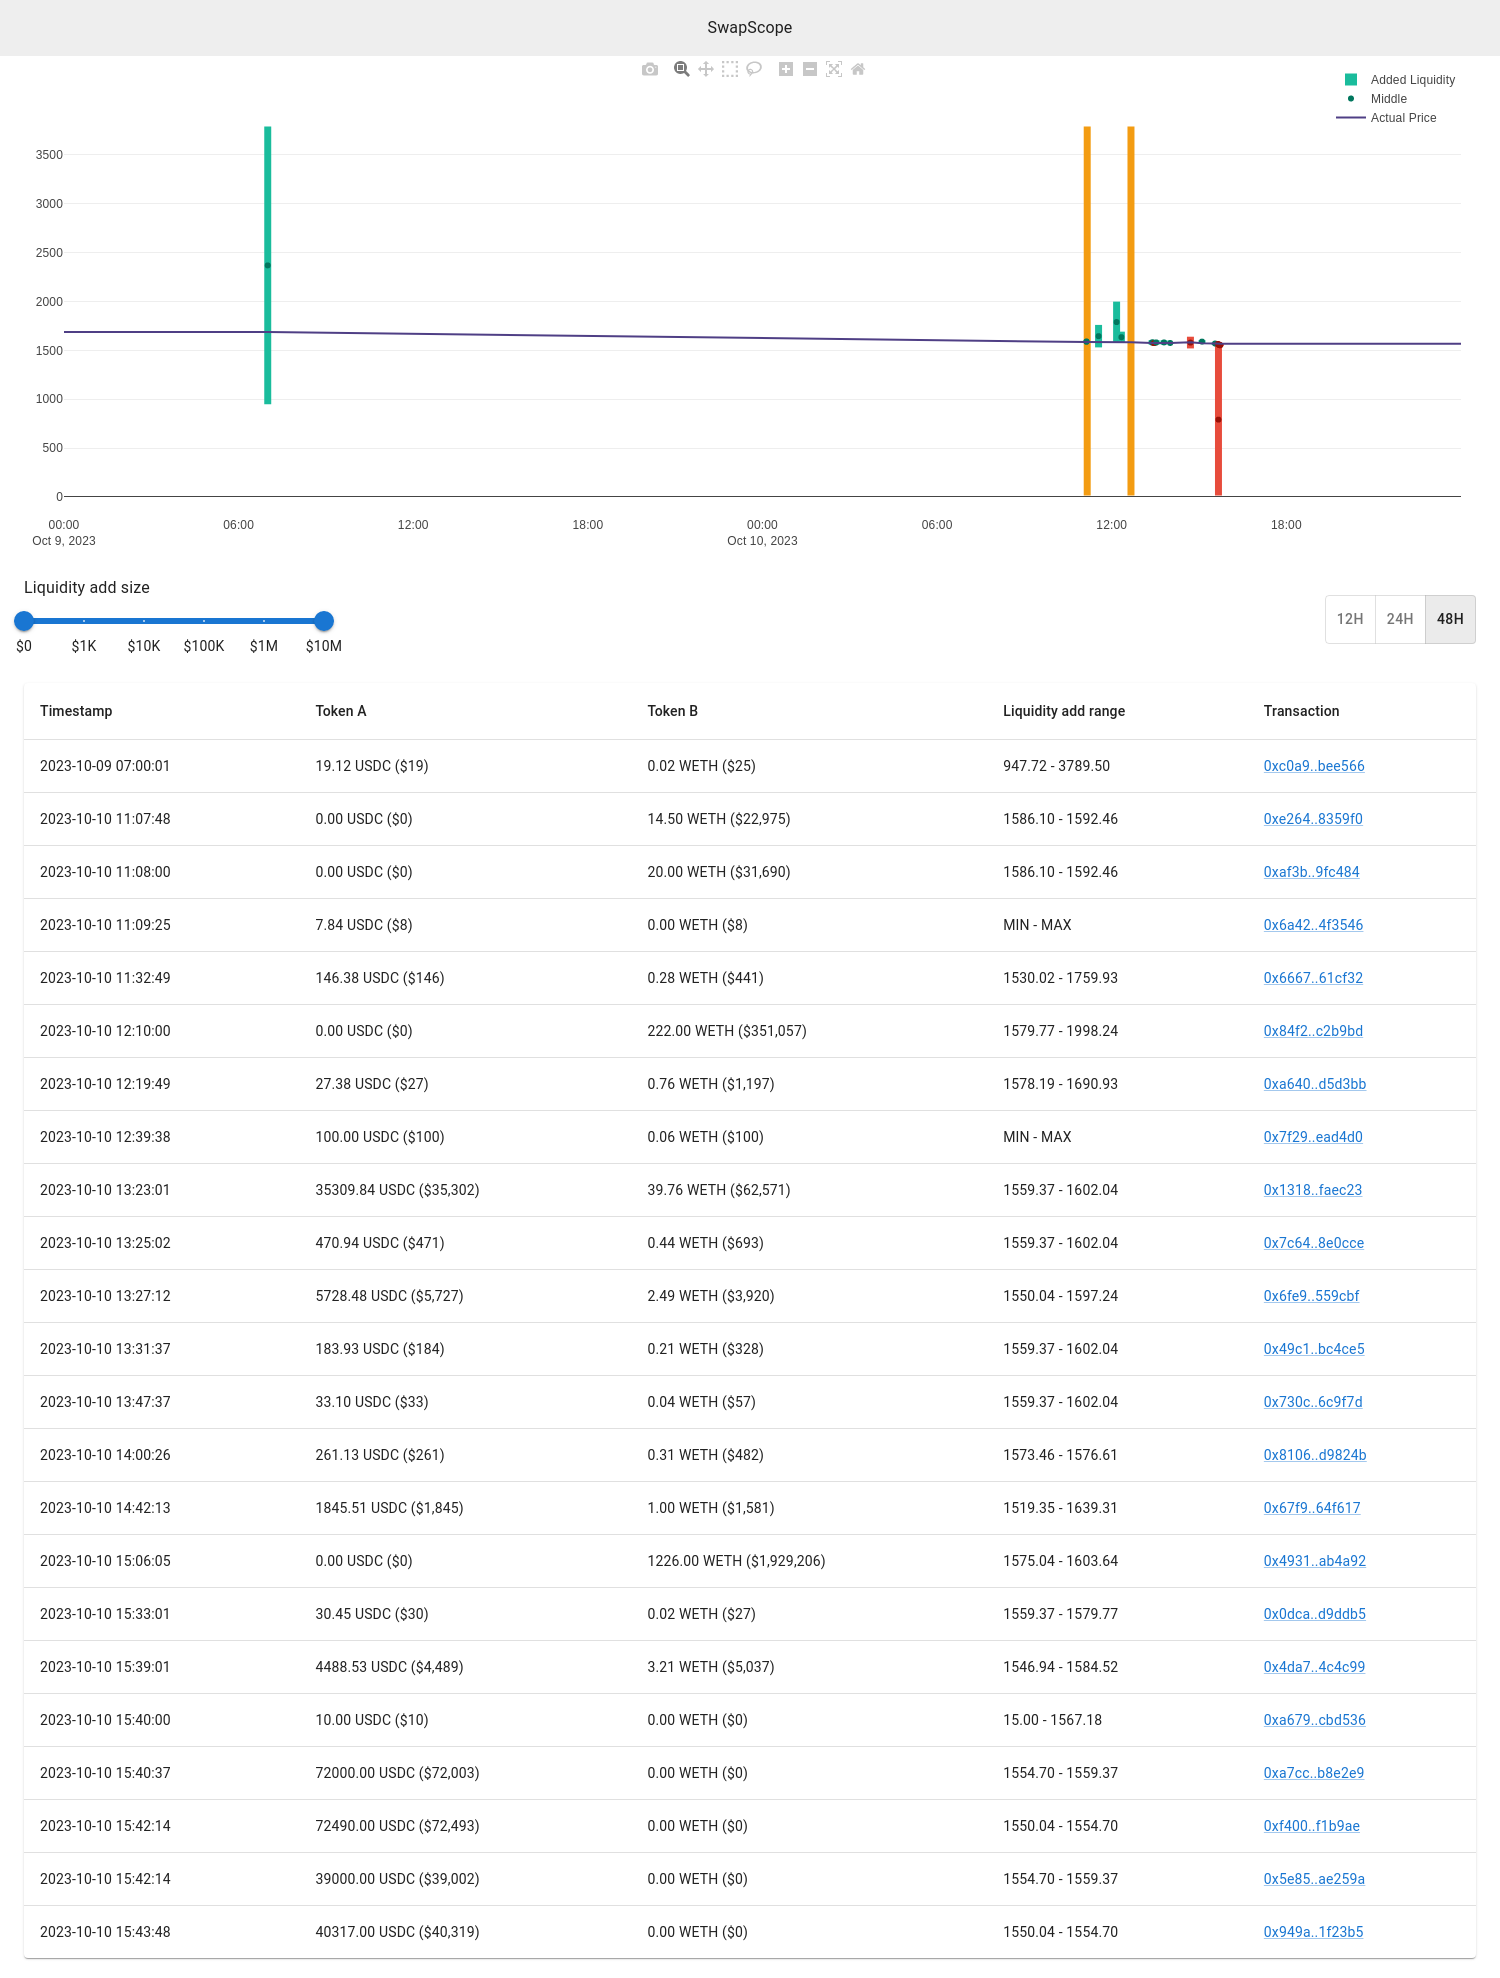 SwapScope
Added Liquidity
Middle
Actual Price
3500
3000
2500
2000
1500
1000
500
0
00:00 06:00 12:00 18:00 00:00 06:00 12:00 18:00
Oct 9, 2023 Oct 10, 2023
Liquidity add size
$0 $1K $10K $100K $1M $10M
12H 24H 48H
Timestamp Token A Token B Liquidity add range Transaction
2023-10-09 07:00:01 19.12 USDC ($19) 0.02 WETH ($25) 947.72 - 3789.50 0xc0a9..bee566
2023-10-10 11:07:48 0.00 USDC ($0) 14.50 WETH ($22,975) 1586.10 - 1592.46 0xe264..8359f0
2023-10-10 11:08:00 0.00 USDC ($0) 20.00 WETH ($31,690) 1586.10 - 1592.46 0xaf3b..9fc484
2023-10-10 11:09:25 7.84 USDC ($8) 0.00 WETH ($8) MIN - MAX 0x6a42..4f3546
2023-10-10 11:32:49 146.38 USDC ($146) 0.28 WETH ($441) 1530.02 - 1759.93 0x6667..61cf32
2023-10-10 12:10:00 0.00 USDC ($0) 222.00 WETH ($351,057) 1579.77 - 1998.24 0x84f2..c2b9bd
2023-10-10 12:19:49 27.38 USDC ($27) 0.76 WETH ($1,197) 1578.19 - 1690.93 0xa640..d5d3bb
2023-10-10 12:39:38 100.00 USDC ($100) 0.06 WETH ($100) MIN - MAX 0x7f29..ead4d0
2023-10-10 13:23:01 35309.84 USDC ($35,302) 39.76 WETH ($62,571) 1559.37 - 1602.04 0x1318..faec23
2023-10-10 13:25:02 470.94 USDC ($471) 0.44 WETH ($693) 1559.37 - 1602.04 0x7c64..8e0cce
2023-10-10 13:27:12 5728.48 USDC ($5,727) 2.49 WETH ($3,920) 1550.04 - 1597.24 0x6fe9..559cbf
2023-10-10 13:31:37 183.93 USDC ($184) 0.21 WETH ($328) 1559.37 - 1602.04 0x49c1..bc4ce5
2023-10-10 13:47:37 33.10 USDC ($33) 0.04 WETH ($57) 1559.37 - 1602.04 0x730c..6c9f7d
2023-10-10 14:00:26 261.13 USDC ($261) 0.31 WETH ($482) 1573.46 - 1576.61 0x8106..d9824b
2023-10-10 14:42:13 1845.51 USDC ($1,845) 1.00 WETH ($1,581) 1519.35 - 1639.31 0x67f9..64f617
2023-10-10 15:06:05 0.00 USDC ($0) 1226.00 WETH ($1,929,206) 1575.04 - 1603.64 0x4931..ab4a92
2023-10-10 15:33:01 30.45 USDC ($30) 0.02 WETH ($27) 1559.37 - 1579.77 0x0dca..d9ddb5
2023-10-10 15:39:01 4488.53 USDC ($4,489) 3.21 WETH ($5,037) 1546.94 - 1584.52 0x4da7..4c4c99
2023-10-10 15:40:00 10.00 USDC ($10) 0.00 WETH ($0) 15.00 - 1567.18 0xa679..cbd536
2023-10-10 15:40:37 72000.00 USDC ($72,003) 0.00 WETH ($0) 1554.70 - 1559.37 0xa7cc..b8e2e9
2023-10-10 15:42:14 72490.00 USDC ($72,493) 0.00 WETH ($0) 1550.04 - 1554.70 0xf400..f1b9ae
2023-10-10 15:42:14 39000.00 USDC ($39,002) 0.00 WETH ($0) 1554.70 - 1559.37 0x5e85..ae259a
2023-10-10 15:43:48 40317.00 USDC ($40,319) 0.00 WETH ($0) 1550.04 - 1554.70 0x949a..1f23b5